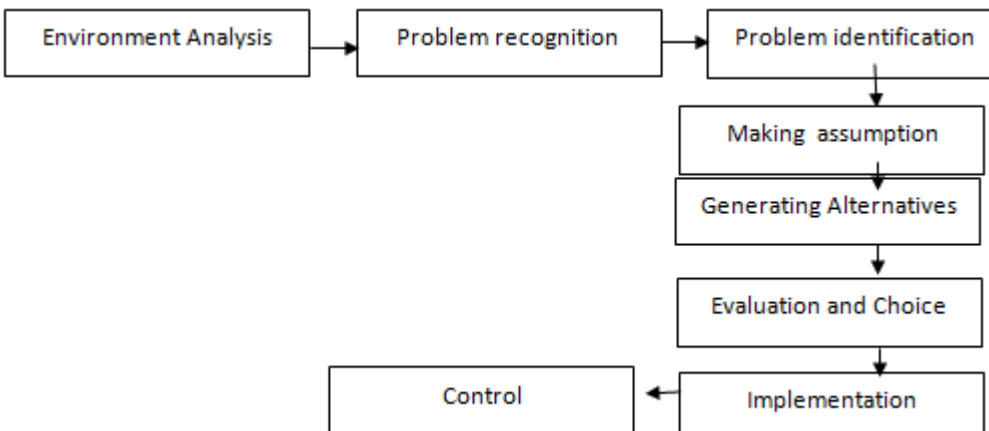 Environment Analysis
Problem recognition
Problem identification
Making assumption
Generating Alternatives
Evaluation and Choice
Implementation
Control